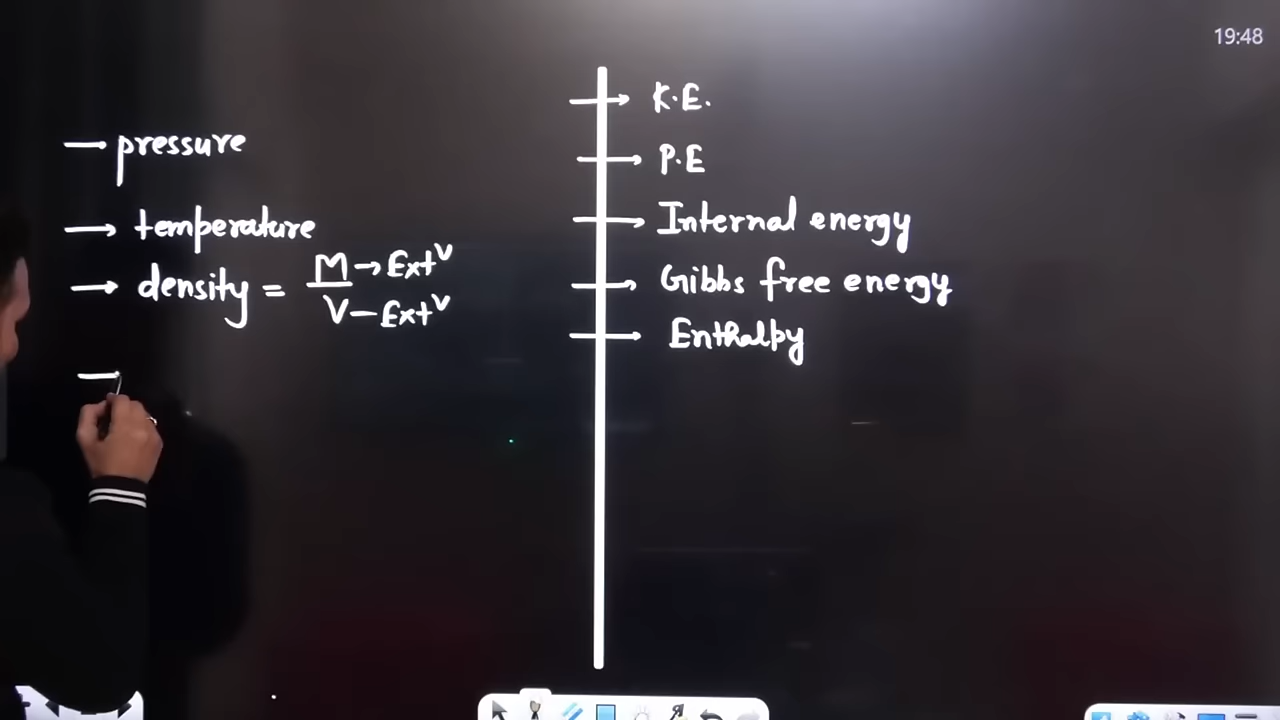 19:48
— pressure
→ temperature
→ density = M → Extᵛ
V — Extᵛ
→ K.E.
→ P.E
→ Internal energy
→ Gibbs free energy
→ Enthalpy